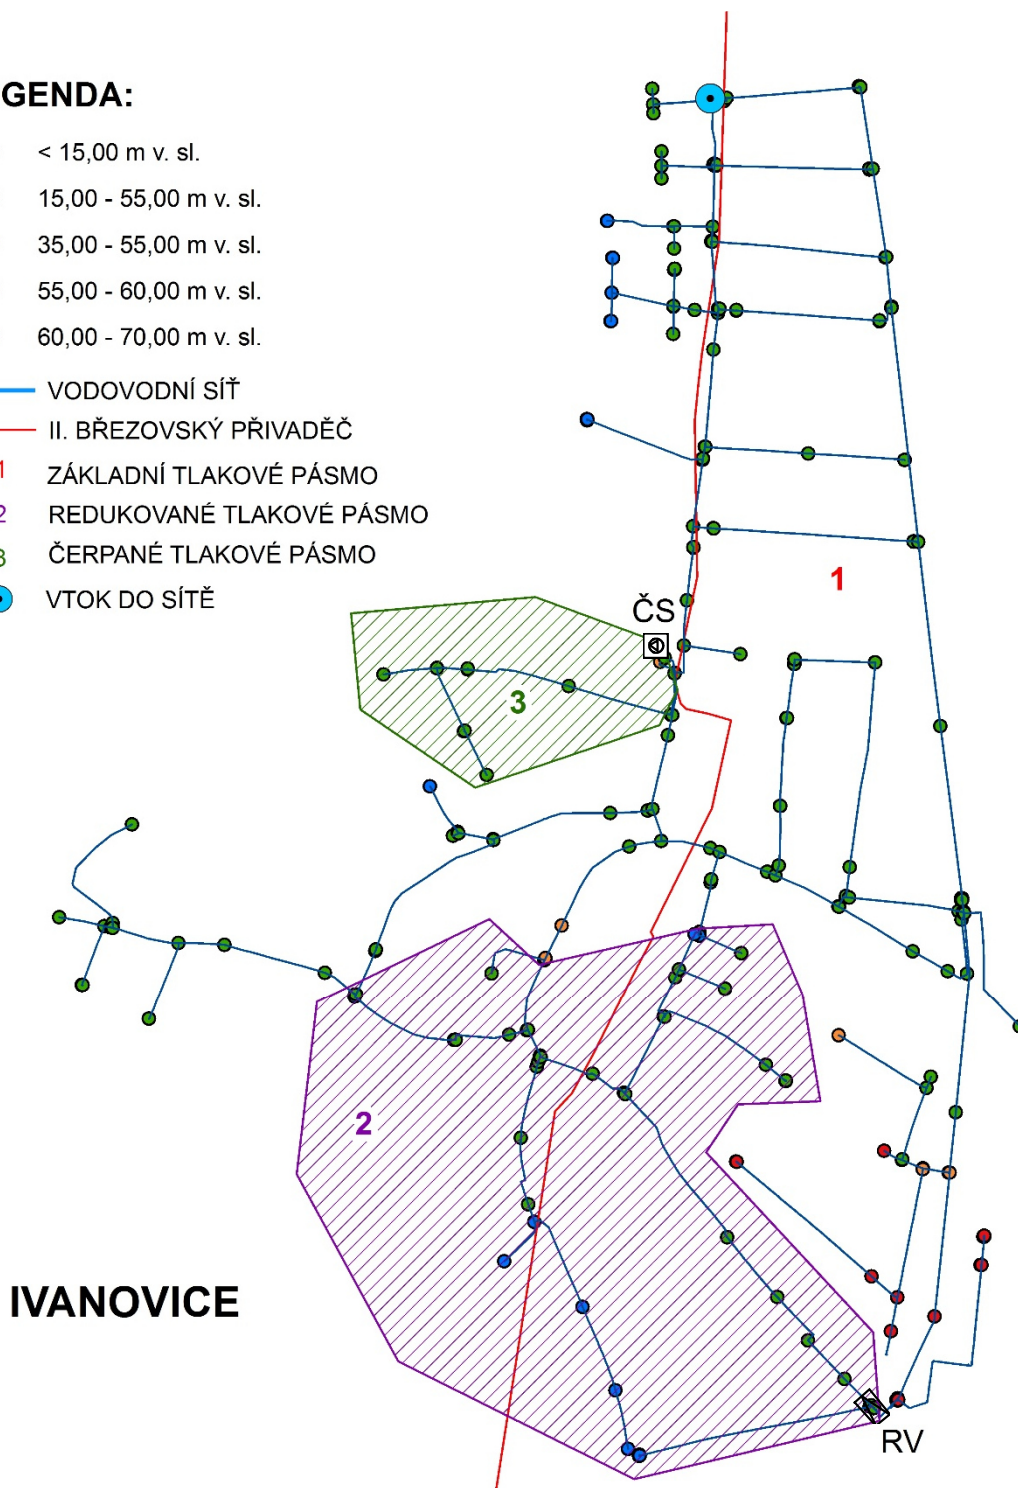 GENDA:
< 15,00 m v. sl.
15,00 - 55,00 m v. sl.
35,00 - 55,00 m v. sl.
55,00 - 60,00 m v. sl.
60,00 - 70,00 m v. sl.
VODOVODNÍ SÍŤ
II. BŘEZOVSKÝ PŘIVADĚČ
1 ZÁKLADNÍ TLAKOVÉ PÁSMO
2 REDUKOVANÉ TLAKOVÉ PÁSMO
3 ČERPANÉ TLAKOVÉ PÁSMO
VTOK DO SÍTĚ
1
ČS
3
2
IVANOVICE
RV